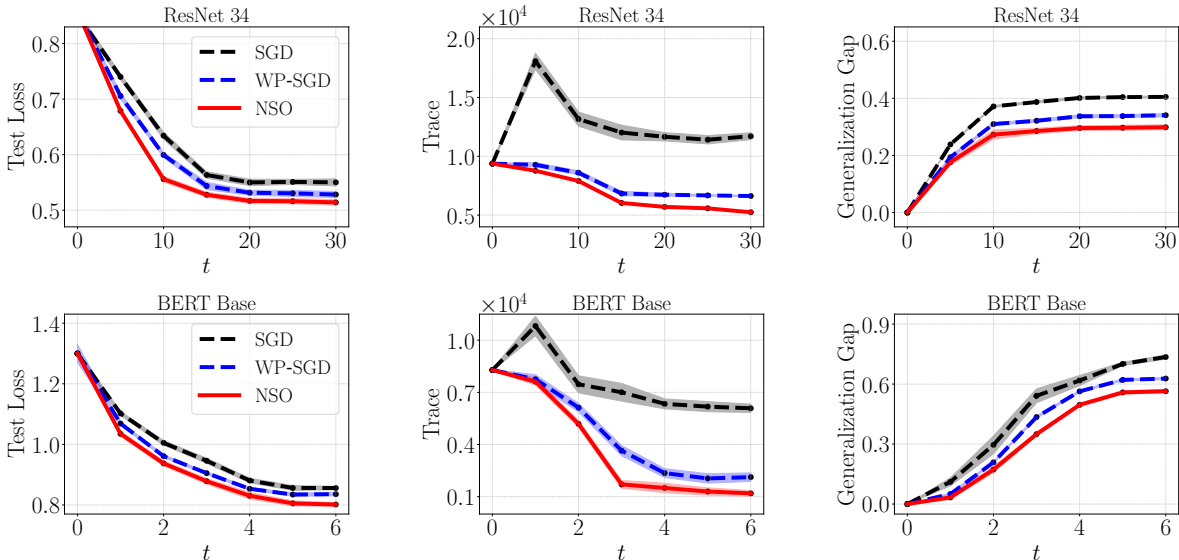 ResNet 34
Test Loss
0.8
0.7
0.6
0.5
SGD
WP-SGD
NSO
0 10 20 30
t
×10⁴
ResNet 34
Trace
2.0
1.5
1.0
0.5
0 10 20 30
t
ResNet 34
Generalization Gap
0.6
0.4
0.2
0.0
0 10 20 30
t
BERT Base
Test Loss
1.4
1.2
1.0
0.8
SGD
WP-SGD
NSO
0 2 4 6
t
×10⁴
BERT Base
Trace
1.0
0.7
0.4
0.1
0 2 4 6
t
BERT Base
Generalization Gap
0.9
0.6
0.3
0.0
0 2 4 6
t